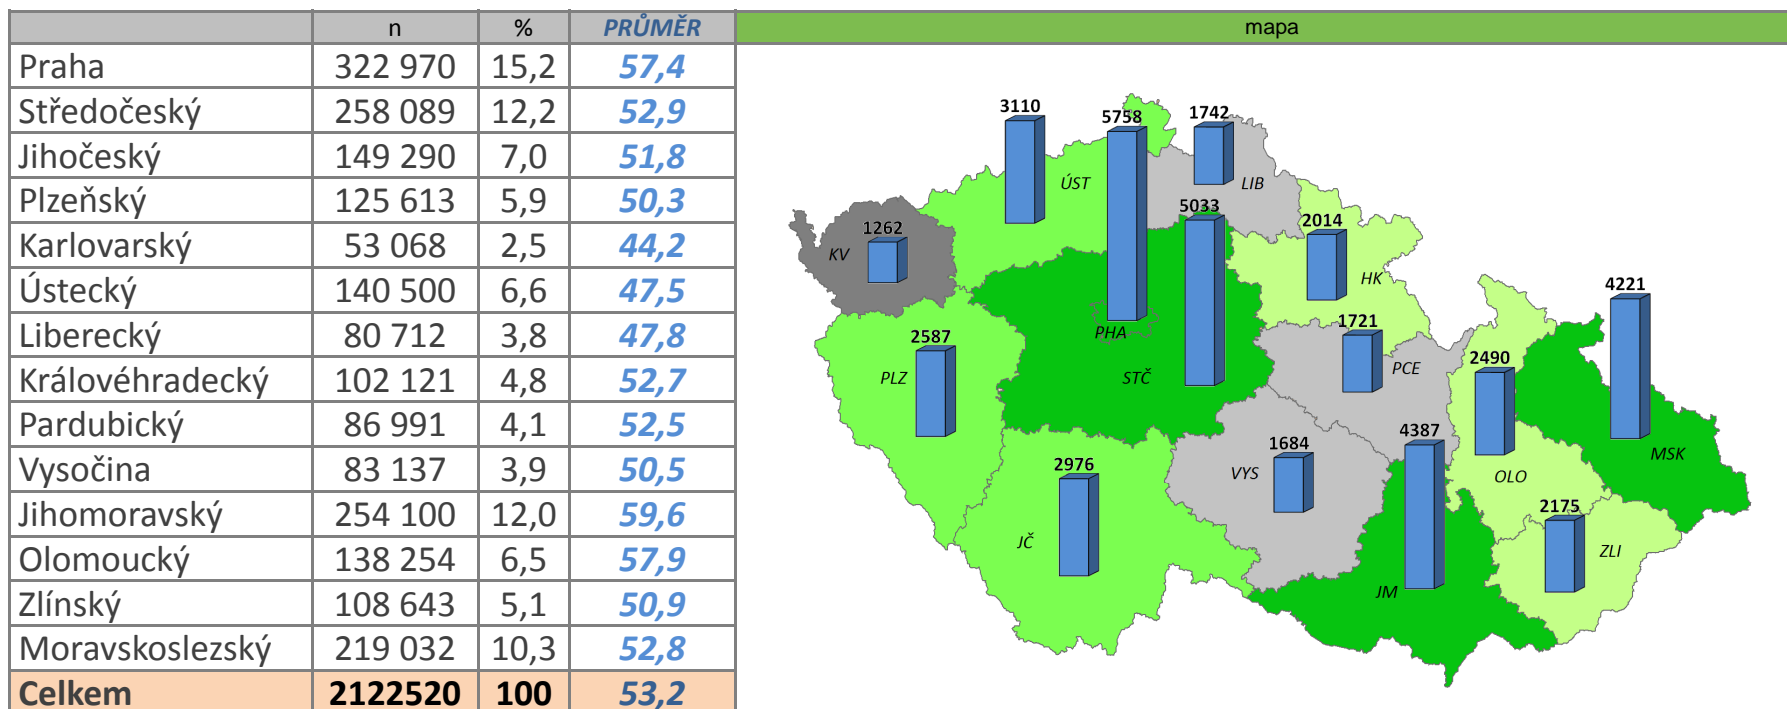 n % PRŮMĚR mapa
Praha 322 970 15,2 57,4
Středočeský 258 089 12,2 52,9
Jihočeský 149 290 7,0 51,8
Plzeňský 125 613 5,9 50,3
Karlovarský 53 068 2,5 44,2
Ústecký 140 500 6,6 47,5
Liberecký 80 712 3,8 47,8
Královéhradecký 102 121 4,8 52,7
Pardubický 86 991 4,1 52,5
Vysočina 83 137 3,9 50,5
Jihomoravský 254 100 12,0 59,6
Olomoucký 138 254 6,5 57,9
Zlínský 108 643 5,1 50,9
Moravskoslezský 219 032 10,3 52,8
Celkem 2122520 100 53,2
3110
5758
1742
ÚST
LIB
5033
2014
1262
KV
HK
4221
PHA
1721
2587
2490
PLZ
STČ
PCE
4387
1684
MSK
2976
VYS
OLO
2175
JČ
ZLI
JM